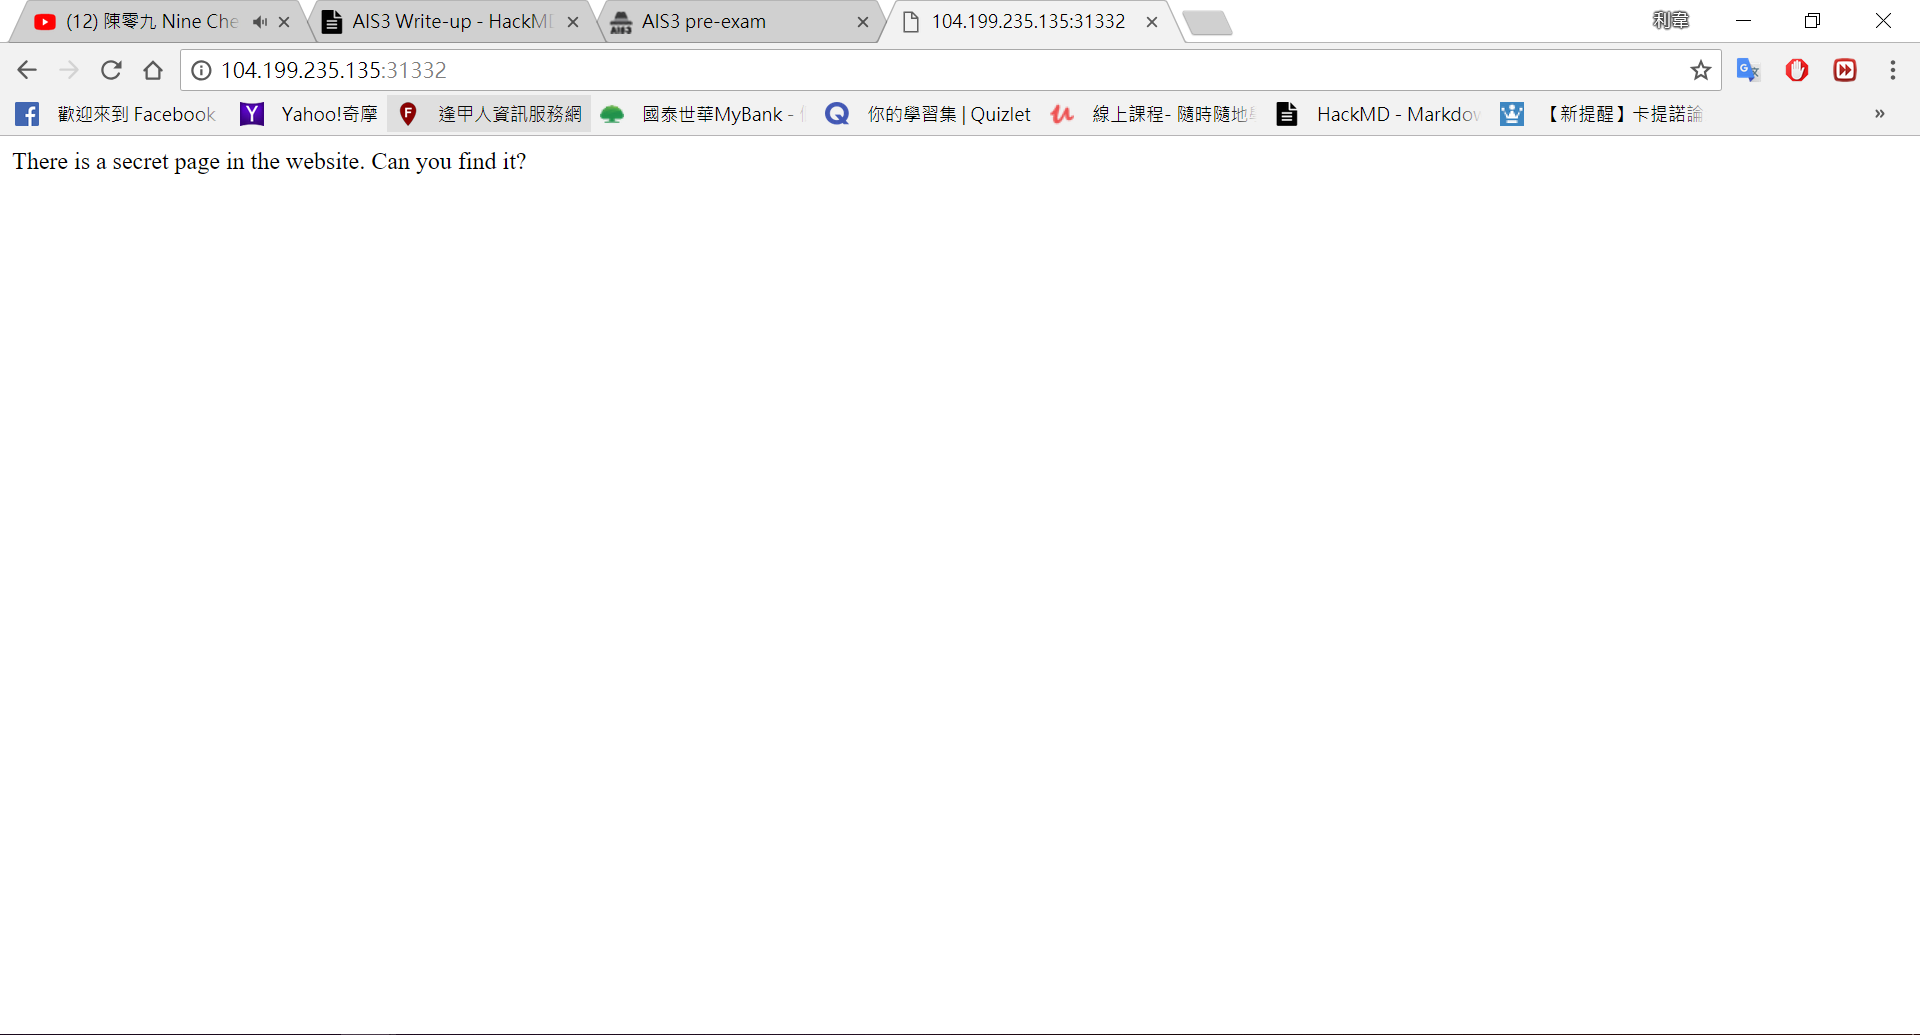 (12) 陳零九 Nine Che
AIS3 Write-up - HackM
AIS3 pre-exam
104.199.235.135:31332
利韋
104.199.235.135:31332
歡迎來到 Facebook
Yahoo!奇摩
逢甲人資訊服務網
國泰世華MyBank -
你的學習集 | Quizlet
線上課程- 隨時隨地
HackMD - Markdow
【新提醒】卡提諾論
»
There is a secret page in the website. Can you find it?